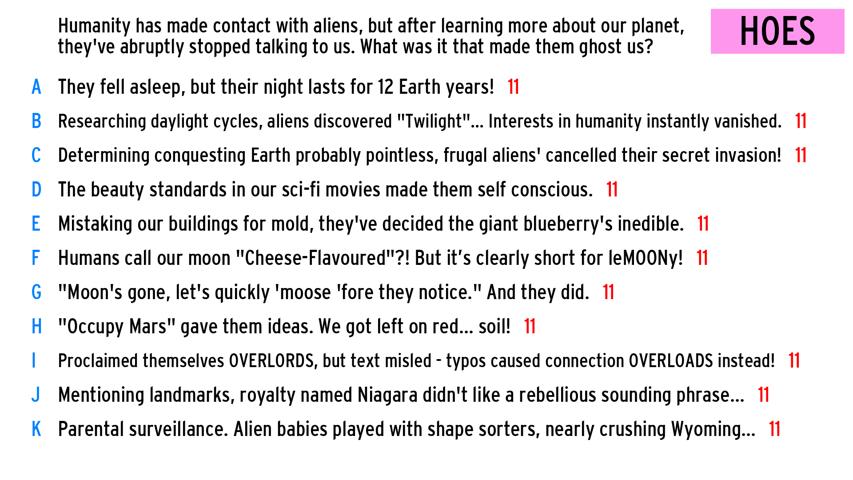 Humanity has made contact with aliens, but after learning more about our planet,
they've abruptly stopped talking to us. What was it that made them ghost us?
HOES
A They fell asleep, but their night lasts for 12 Earth years! 11
B Researching daylight cycles, aliens discovered "Twilight"... Interests in humanity instantly vanished. 11
C Determining conquesting Earth probably pointless, frugal aliens' cancelled their secret invasion! 11
D The beauty standards in our sci-fi movies made them self conscious. 11
E Mistaking our buildings for mold, they've decided the giant blueberry's inedible. 11
F Humans call our moon "Cheese-Flavoured"?! But it's clearly short for leMOONy! 11
G "Moon's gone, let's quickly 'moose 'fore they notice." And they did. 11
H "Occupy Mars" gave them ideas. We got left on red... soil! 11
I Proclaimed themselves OVERLORDS, but text misled - typos caused connection OVERLOADS instead! 11
J Mentioning landmarks, royalty named Niagara didn't like a rebellious sounding phrase... 11
K Parental surveillance. Alien babies played with shape sorters, nearly crushing Wyoming... 11